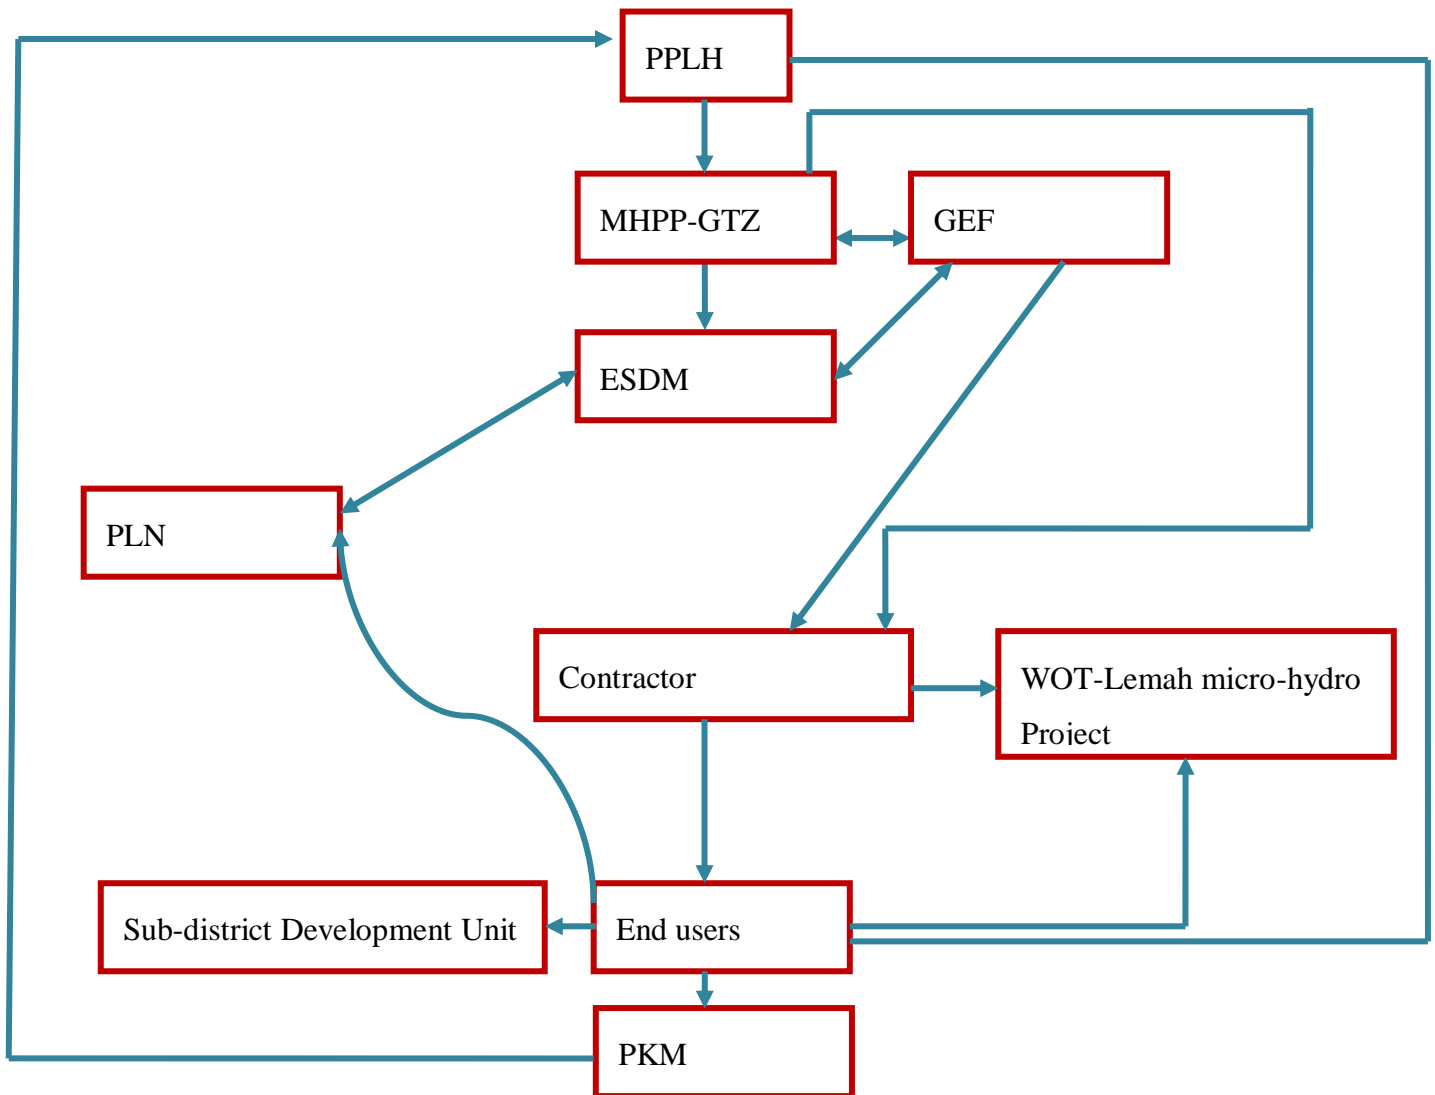 PPLH
MHPP-GTZ
GEF
ESDM
PLN
Contractor
WOT-Lemah micro-hydro
Project
Sub-district Development Unit
End users
PKM